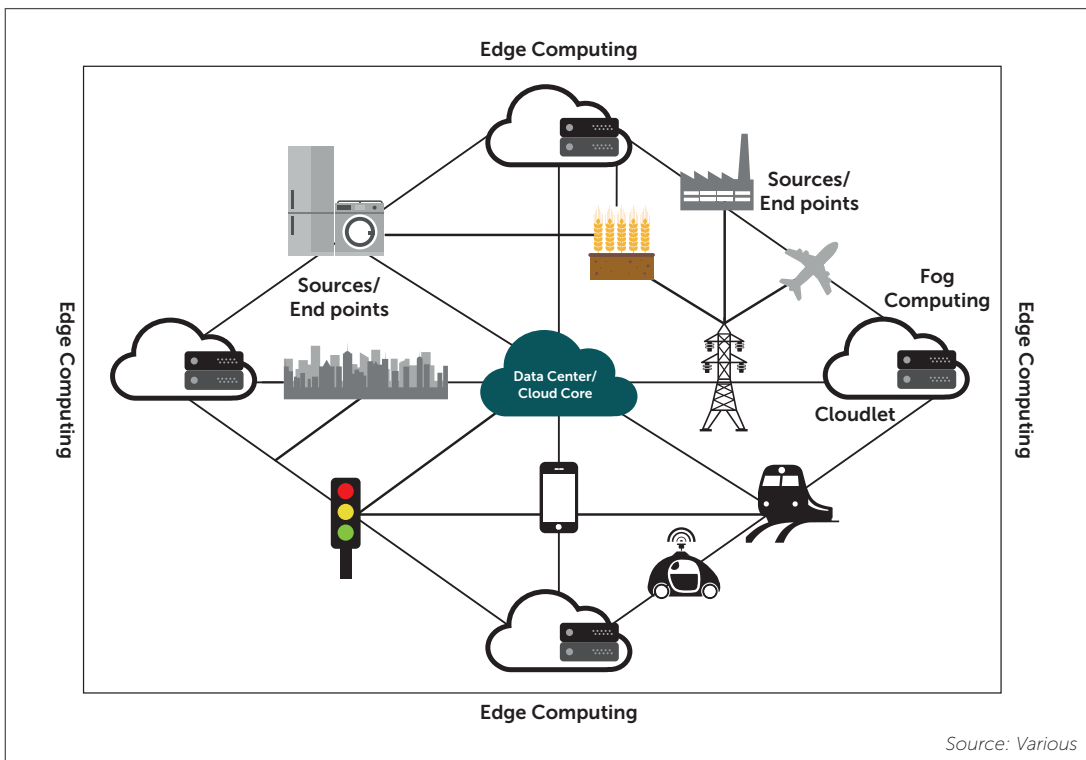 Edge Computing
Sources/
End points
Sources/
End points
Fog
Computing
Edge Computing
Edge Computing
Data Center/
Cloud Core
Cloudlet
Edge Computing
Source: Various